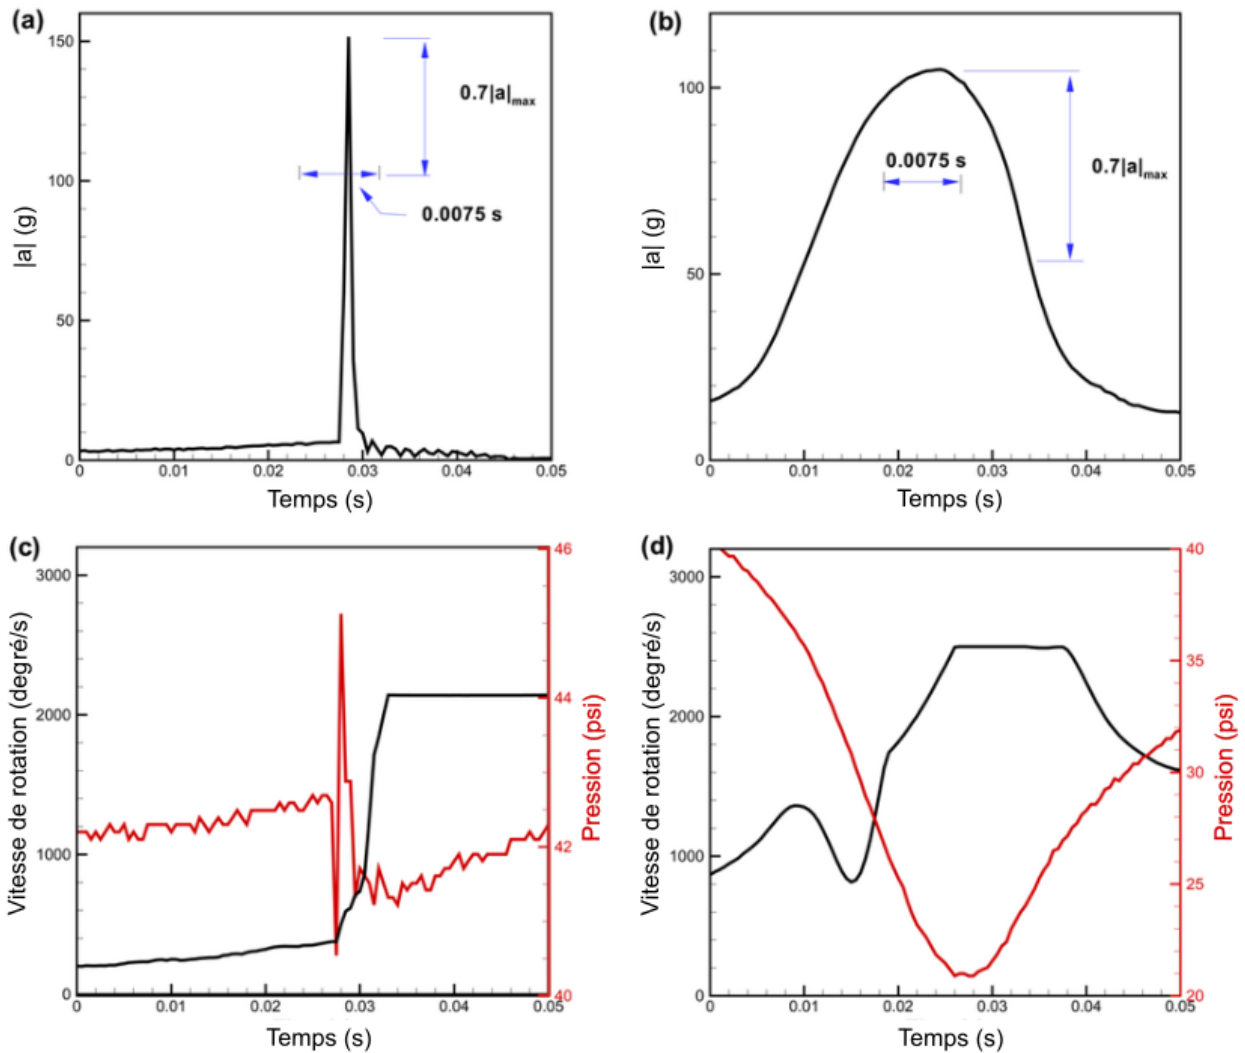 (a)
150
100
50
0
|a| (g)
0.7|a|max
0.0075 s
0
0.01
0.02
0.03
0.04
0.05
Temps (s)
(b)
100
50
0
|a| (g)
0.0075 s
0.7|a|max
0
0.01
0.02
0.03
0.04
0.05
Temps (s)
(c)
3000
2000
1000
0
Vitesse de rotation (degré/s)
46
44
42
40
Pression (psi)
0
0.01
0.02
0.03
0.04
0.05
Temps (s)
(d)
3000
2000
1000
0
Vitesse de rotation (degré/s)
40
35
30
25
20
Pression (psi)
0
0.01
0.02
0.03
0.04
0.05
Temps (s)